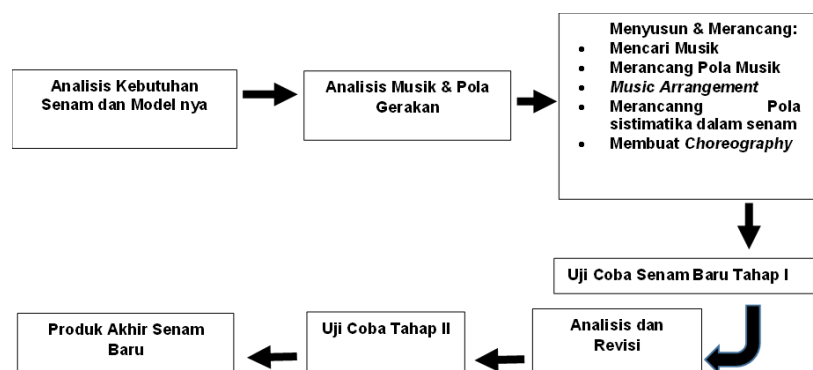 Analisis Kebutuhan
Senam dan Model nya
Analisis Musik & Pola
Gerakan
Menyusun & Merancang:
• Mencari Musik
• Merancang Pola Musik
• Music Arrangement
• Merancanng Pola
sistimatika dalam senam
• Membuat Choreography
Uji Coba Senam Baru Tahap I
Analisis dan
Revisi
Uji Coba Tahap II
Produk Akhir Senam
Baru